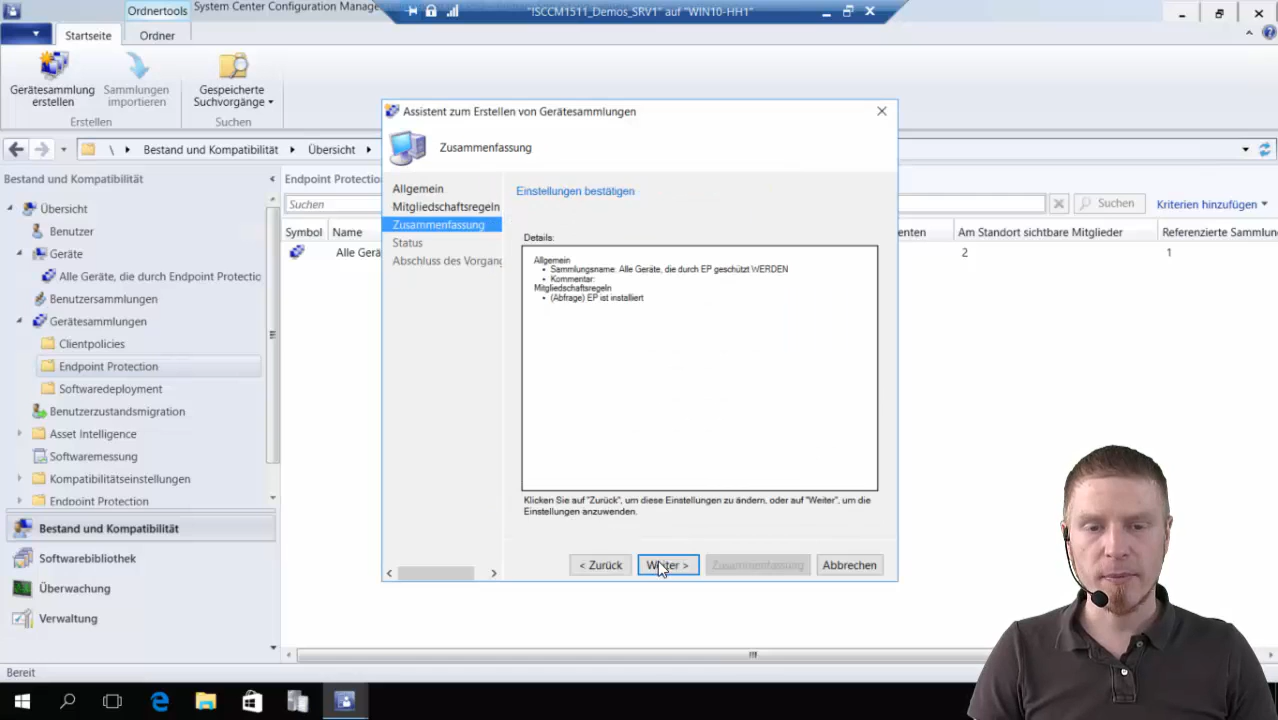 Ordnertools
System Center Configuration Manage
"ISCCM1511_Demos_SRV1" auf "WIN10-HH1"
Startseite
Ordner
Gerätesammlung erstellen
Sammlungen importieren
Gespeicherte Suchvorgänge
Erstellen
Suchen
\ Bestand und Kompatibilität Übersicht
Bestand und Kompatibilität
Übersicht
Benutzer
Geräte
Alle Geräte, die durch Endpoint Protectio
Benutzersammlungen
Gerätesammlungen
Clientpolicies
Endpoint Protection
Softwaredeployment
Benutzerzustandsmigration
Asset Intelligence
Softwaremessung
Kompatibilitätseinstellungen
Endpoint Protection
Bestand und Kompatibilität
Softwarebibliothek
Überwachung
Verwaltung
Bereit
Endpoint Protection
Suchen
Suchen
Kriterien hinzufügen
Symbol Name
enten
Am Standort sichtbare Mitglieder
Referenzierte Sammlun
Alle Gerä
2
1
Assistent zum Erstellen von Gerätesammlungen
Zusammenfassung
Allgemein
Mitgliedschaftsregeln
Zusammenfassung
Status
Abschluss des Vorgang
Einstellungen bestätigen
Details:
Allgemein
• Sammlungsname: Alle Geräte, die durch EP geschützt WERDEN
• Kommentar:
Mitgliedschaftsregeln
• (Abfrage) EP ist installiert
Klicken Sie auf "Zurück", um diese Einstellungen zu ändern, oder auf "Weiter", um die
Einstellungen anzuwenden.
< Zurück
Weiter >
Zusammenfassung
Abbrechen